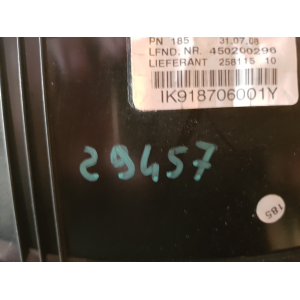 PN 185 31.07.08
LFND. NR. 450200296
LIEFERANT 258115 10
IK918706001Y
29457
185